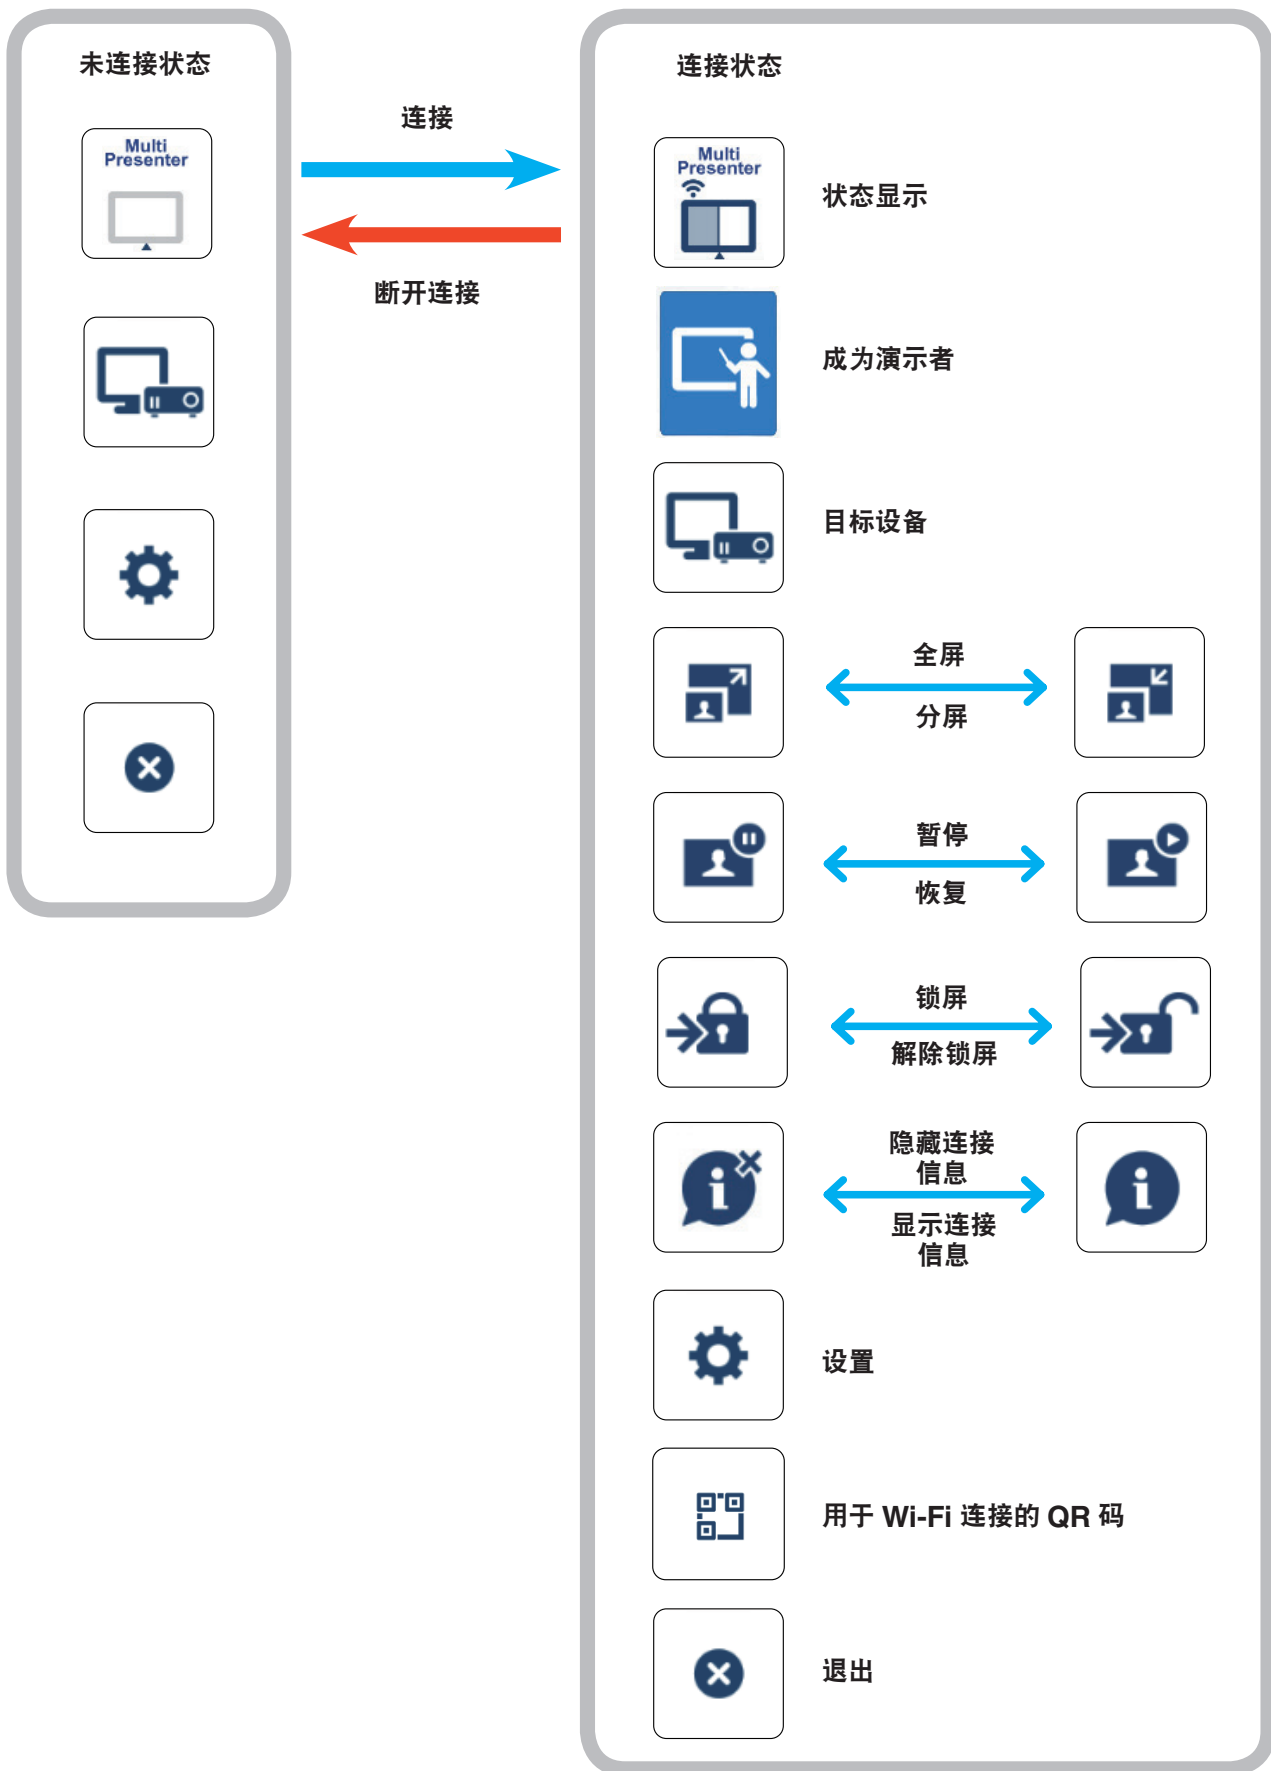 未连接状态
Multi
Presenter
连接
断开连接
连接状态
Multi
Presenter
状态显示
成为演示者
目标设备
全屏
分屏
暂停
恢复
锁屏
解除锁屏
隐藏连接
信息
显示连接
信息
设置
用于 Wi-Fi 连接的 QR 码
退出